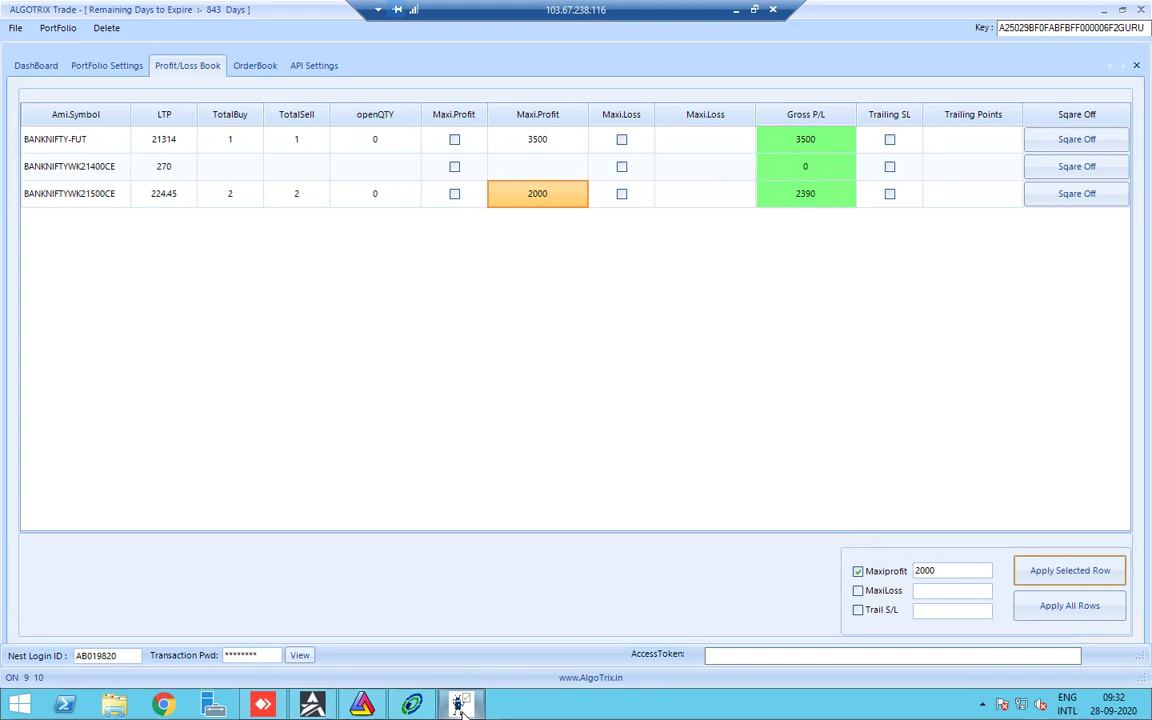 ALGOTRIX Trade - [ Remaining Days to Expire :- 843 Days ]
103.67.238.116
File PortFolio Delete
Key : A25029BF0FABFBFF000006F2GURU
DashBoard PortFolio Settings Profit/Loss Book OrderBook API Settings
Ami.Symbol LTP TotalBuy TotalSell openQTY Maxi.Profit Maxi.Profit Maxi.Loss Maxi.Loss Gross P/L Trailing SL Trailing Points Sqare Off
BANKNIFTY-FUT 21314 1 1 0 3500 3500 Sqare Off
BANKNIFTYWK21400CE 270 0 Sqare Off
BANKNIFTYWK21500CE 224.45 2 2 0 2000 2390 Sqare Off
Maxiprofit 2000 Apply Selected Row
MaxiLoss
Trail S/L Apply All Rows
Nest Login ID : AB019820 Transaction Pwd: ******** View AccessToken:
ON 9 10 www.AlgoTrix.in
ENG 09:32
INTL 28-09-2020